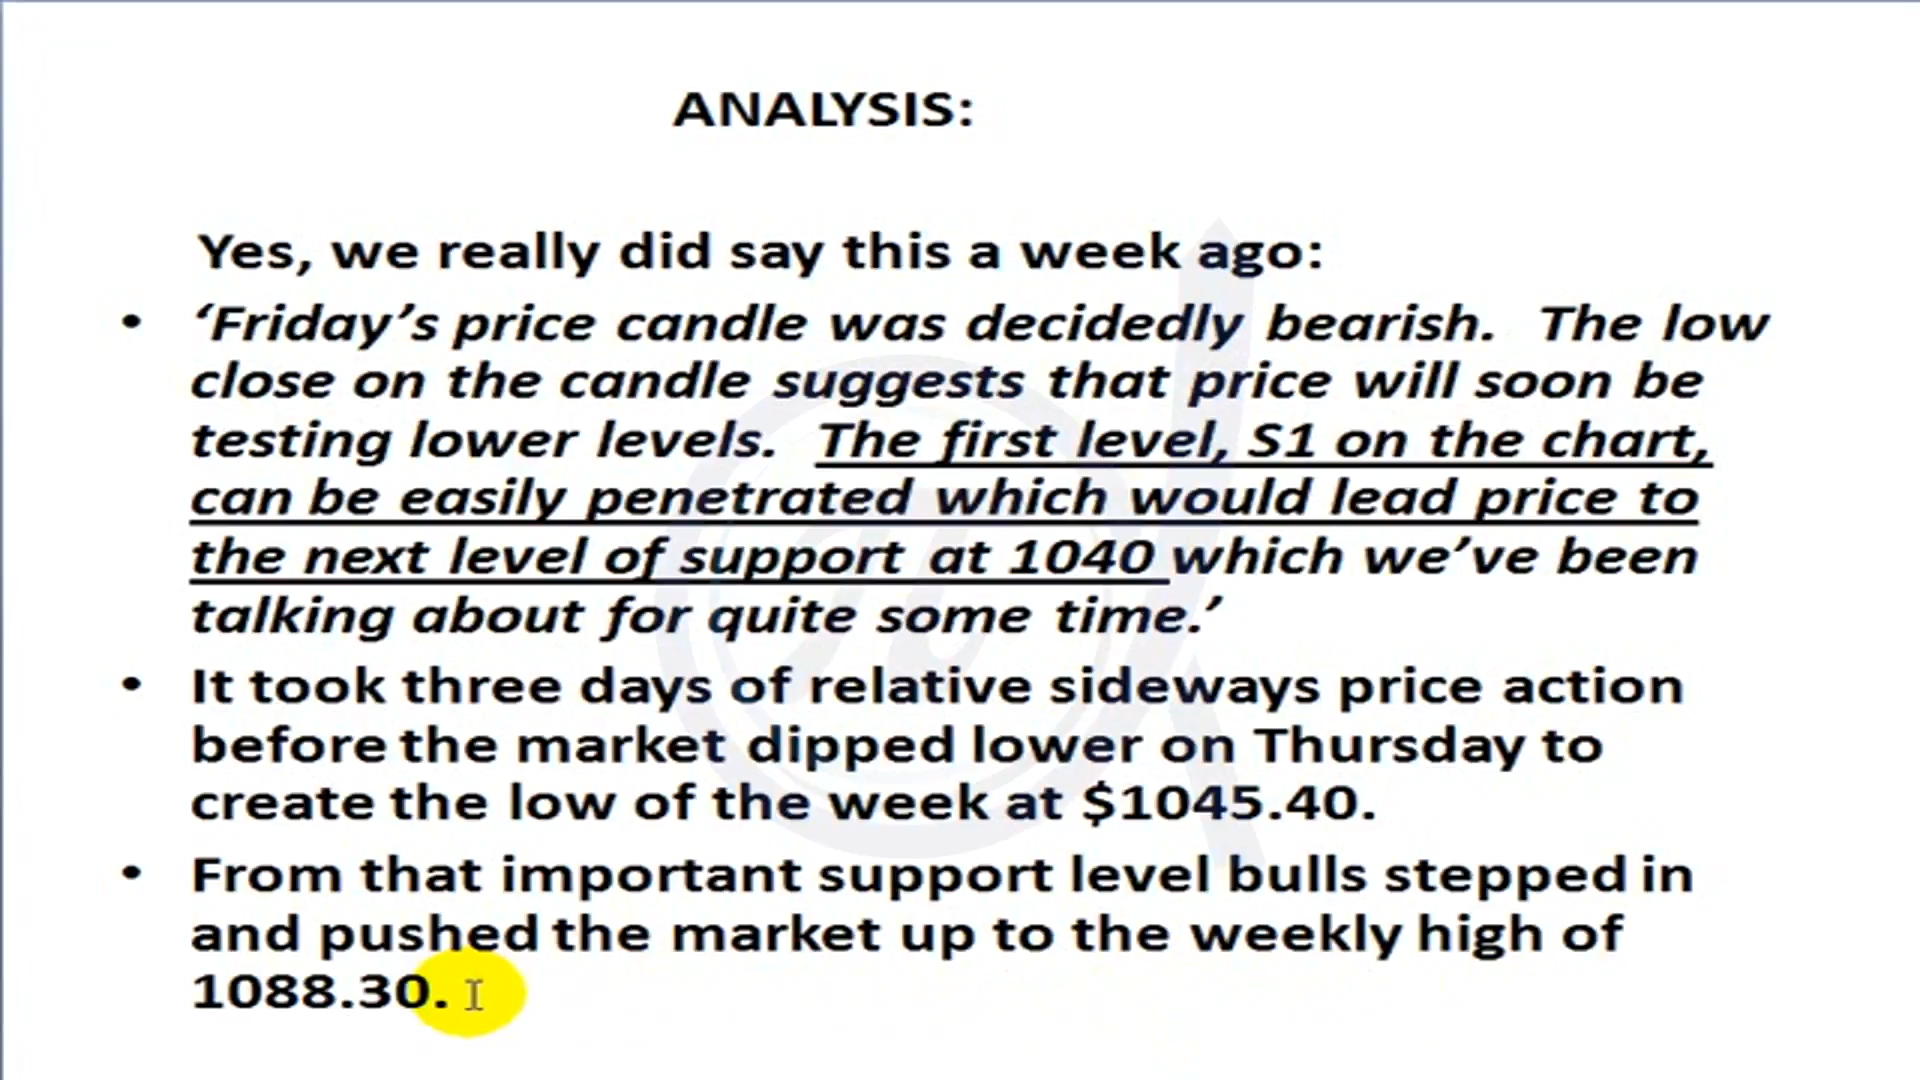 ANALYSIS:
Yes, we really did say this a week ago:
• ‘Friday’s price candle was decidedly bearish.  The low
close on the candle suggests that price will soon be
testing lower levels.  The first level, S1 on the chart,
can be easily penetrated which would lead price to
the next level of support at 1040 which we’ve been
talking about for quite some time.’
• It took three days of relative sideways price action
before the market dipped lower on Thursday to
create the low of the week at $1045.40.
• From that important support level bulls stepped in
and pushed the market up to the weekly high of
1088.30.